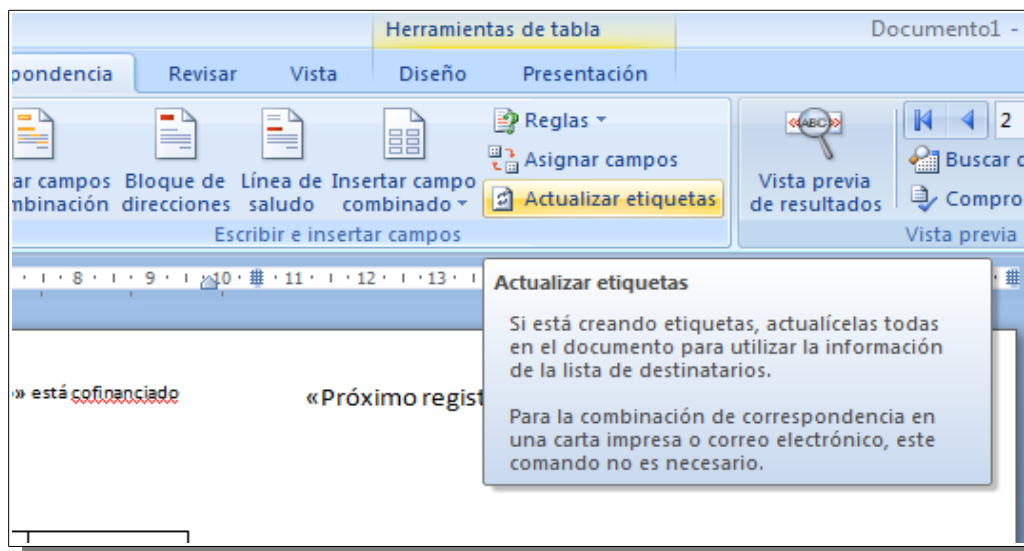 Herramientas de tabla Documento1 -
pondencia Revisar Vista Diseño Presentación
ar campos
mbinación
Bloque de
direcciones
Línea de
saludo
Insertar campo
combinado
Reglas
Asignar campos
Actualizar etiquetas
Escribir e insertar campos
Vista previa
de resultados
«ABC»
2
Buscar d
Compro
Vista previa
8 9 10 11 12 13
Actualizar etiquetas
Si está creando etiquetas, actualícelas todas
en el documento para utilizar la información
de la lista de destinatarios.
Para la combinación de correspondencia en
una carta impresa o correo electrónico, este
comando no es necesario.
» está cofinanciado
«Próximo regist